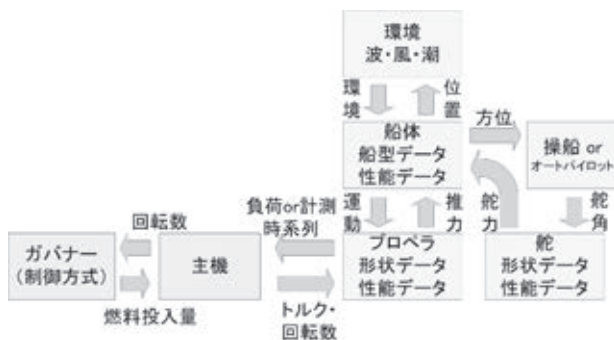 環境
波・風・潮
環境
位置
方位
船体
船型データ
性能データ
操船 or
オートパイロット
運動
推力
舵力
舵角
負荷or計測
時系列
回転数
ガバナー
（制御方式）
主機
プロペラ
形状データ
性能データ
舵
形状データ
性能データ
燃料投入量
トルク・
回転数